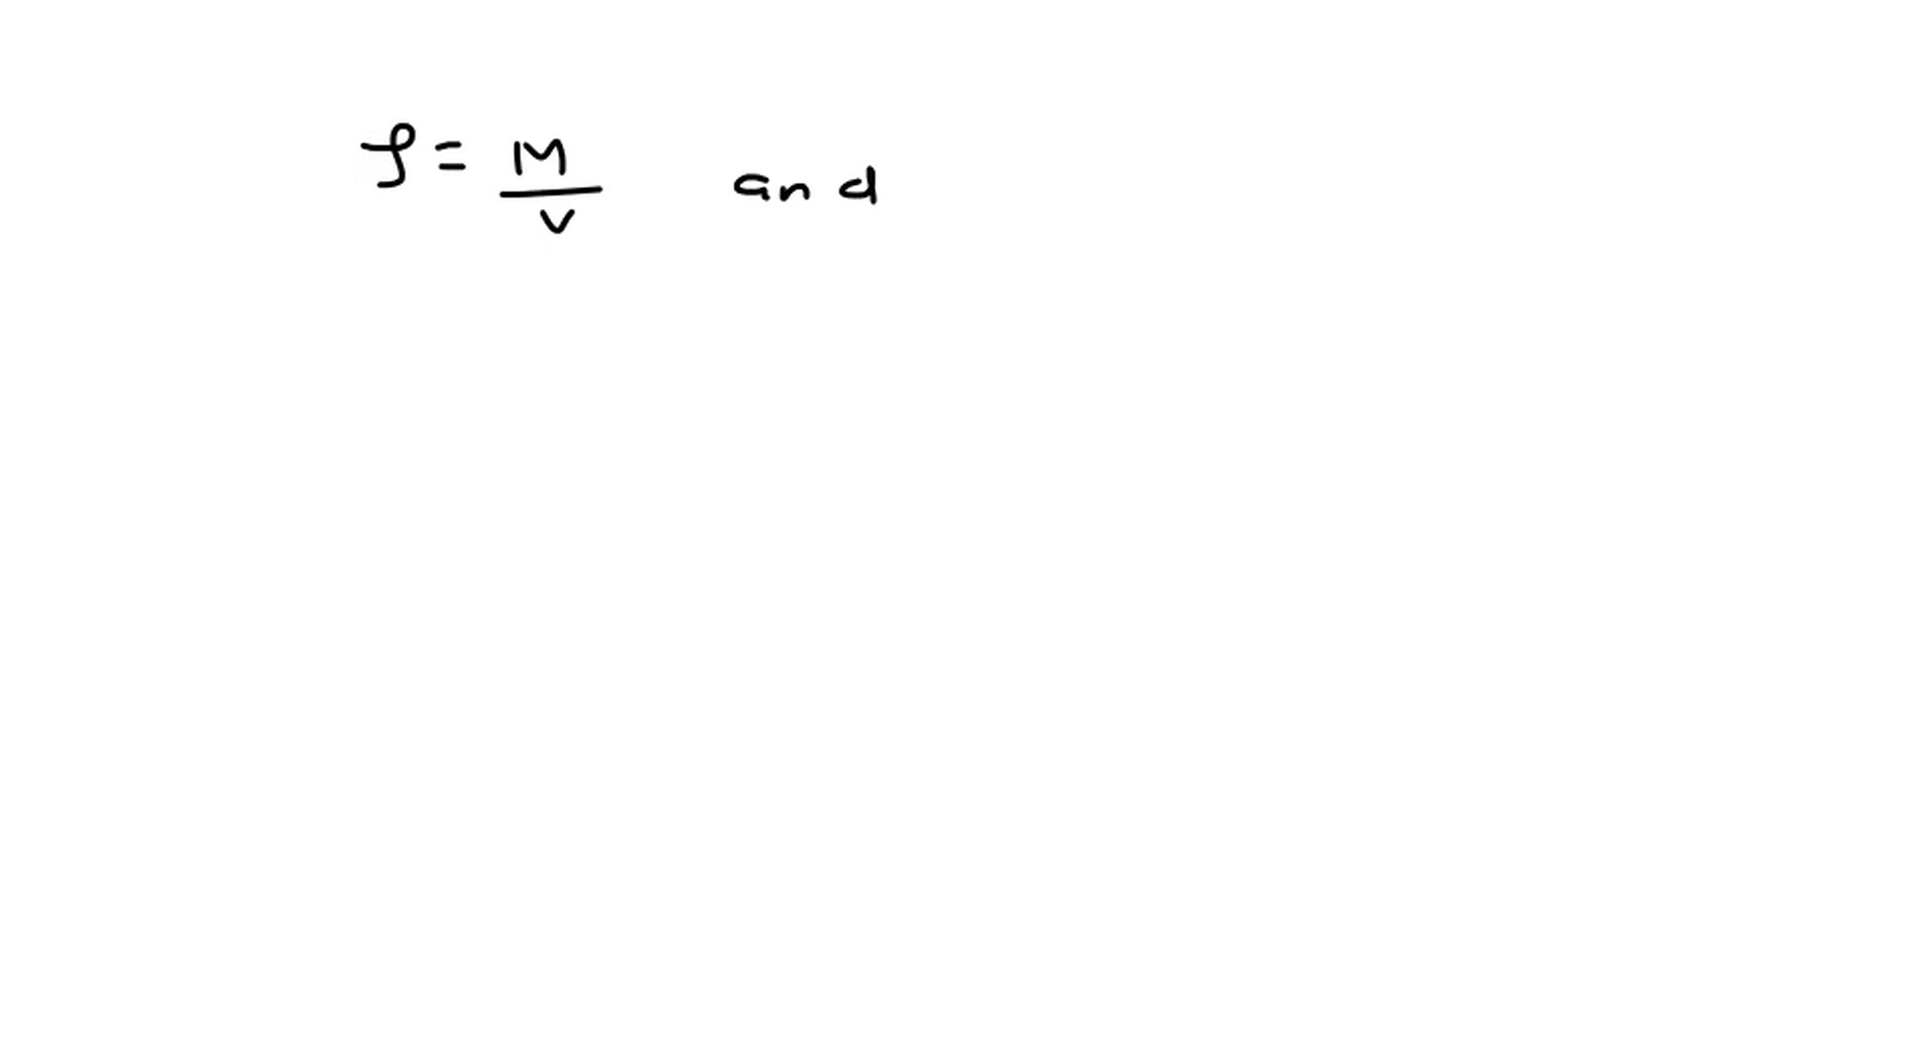 ρ = M/V and